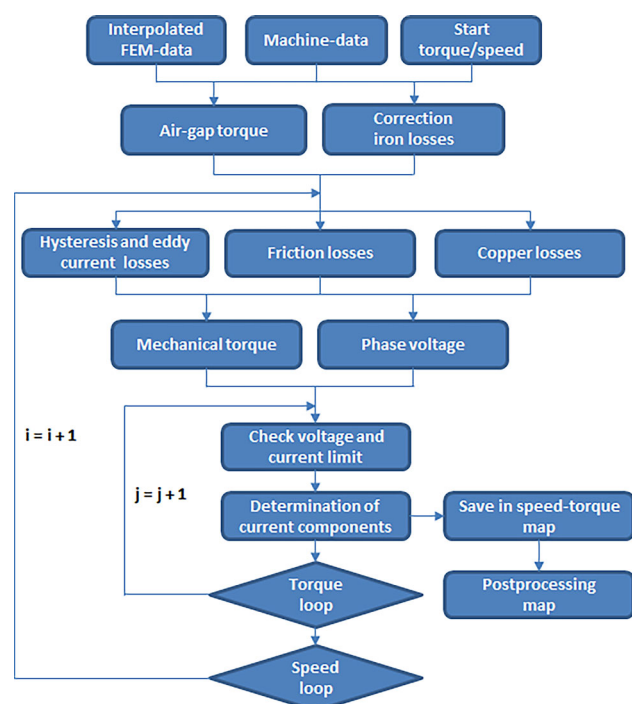 Interpolated
FEM-data
Machine-data
Start
torque/speed
Air-gap torque
Correction
iron losses
Hysteresis and eddy
current losses
Friction losses
Copper losses
Mechanical torque
Phase voltage
i = i + 1
Check voltage and
current limit
j = j + 1
Determination of
current components
Save in speed-torque
map
Torque
loop
Postprocessing
map
Speed
loop